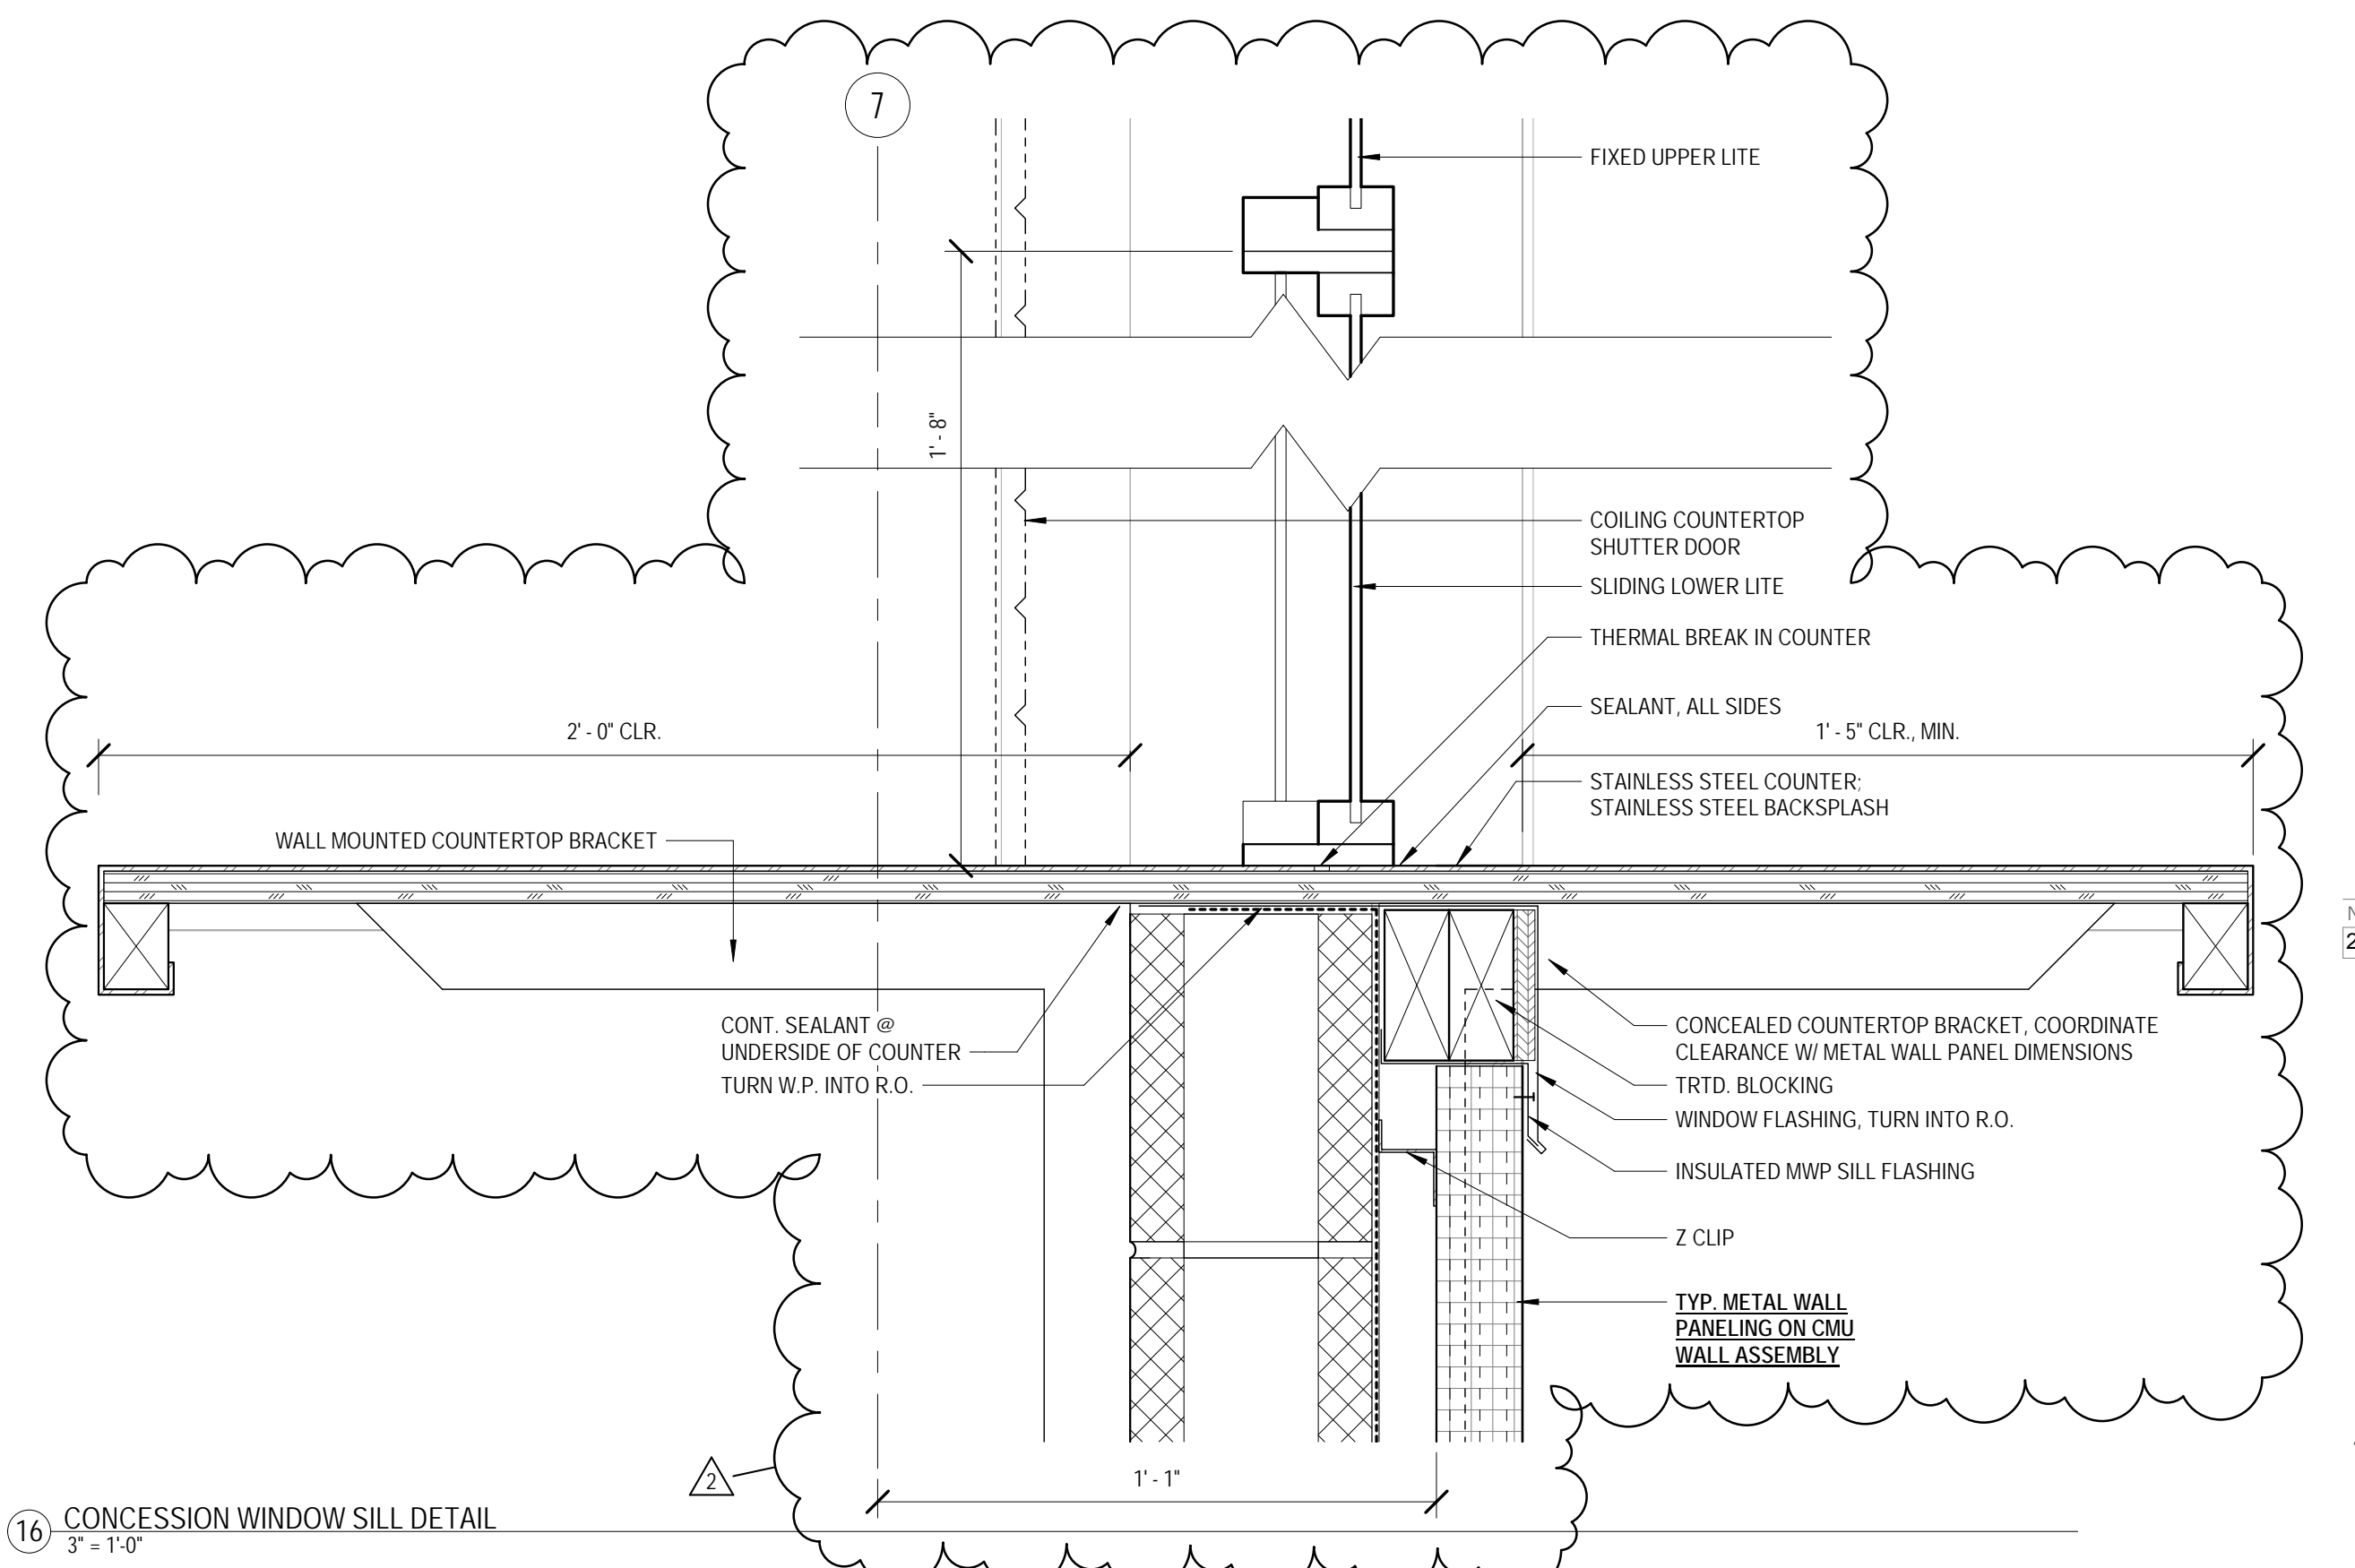 7
FIXED UPPER LITE
1' - 8"
COILING COUNTERTOP
SHUTTER DOOR
SLIDING LOWER LITE
THERMAL BREAK IN COUNTER
SEALANT, ALL SIDES
2' - 0" CLR.
1' - 5" CLR., MIN.
STAINLESS STEEL COUNTER;
STAINLESS STEEL BACKSPLASH
WALL MOUNTED COUNTERTOP BRACKET
CONT. SEALANT @
UNDERSIDE OF COUNTER
TURN W.P. INTO R.O.
CONCEALED COUNTERTOP BRACKET, COORDINATE
CLEARANCE W/ METAL WALL PANEL DIMENSIONS
TRTD. BLOCKING
WINDOW FLASHING, TURN INTO R.O.
INSULATED MWP SILL FLASHING
Z CLIP
TYP. METAL WALL
PANELING ON CMU
WALL ASSEMBLY
2
1' - 1"
16 CONCESSION WINDOW SILL DETAIL
3" = 1'-0"